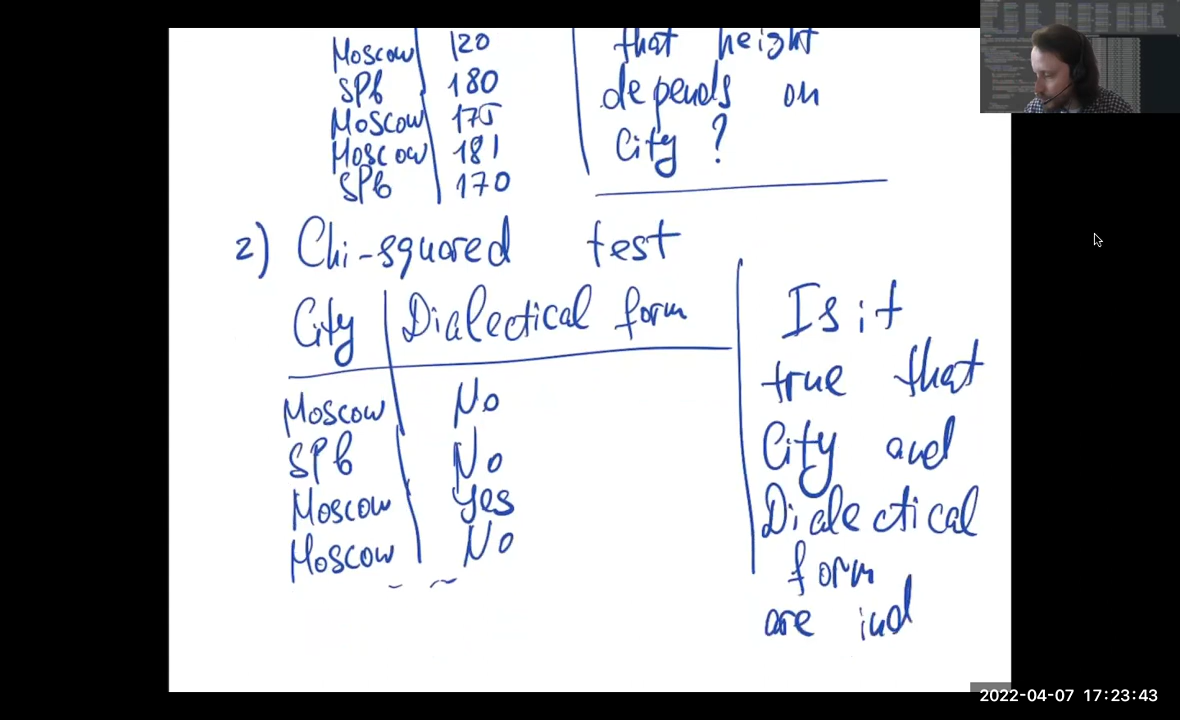 Moscow 120
SPb 180
Moscow 175
Moscow 181
SPb 170
that height
depends on
City ?
2) Chi-squared test
City Dialectical form
Moscow No
SPb No
Moscow Yes
Moscow No
Is it
true that
City and
Dialectical
form
are ind
2022-04-07 17:23:43